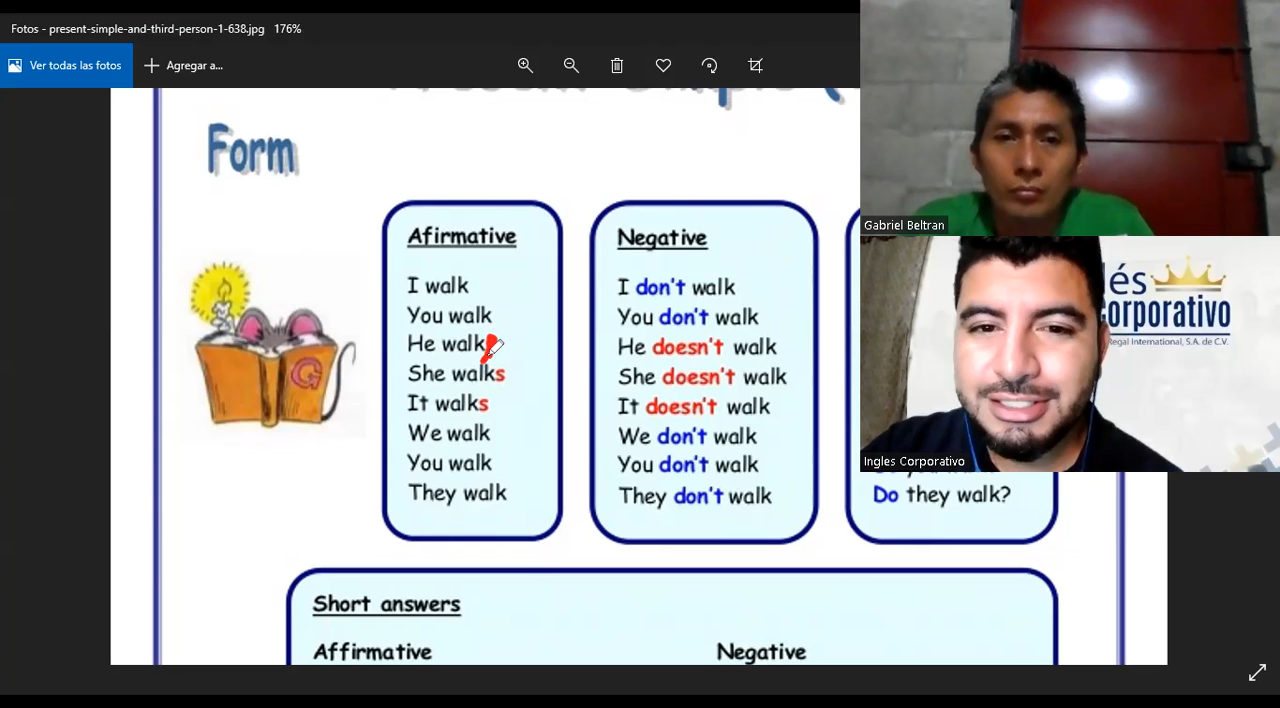 Fotos - present-simple-and-third-person-1-638.jpg 176%
Ver todas las fotos
Agregar a...
Form
Afirmative
I walk
You walk
He walk
She walks
It walks
We walk
You walk
They walk
Negative
I don't walk
You don't walk
He doesn't walk
She doesn't walk
It doesn't walk
We don't walk
You don't walk
They don't walk
Do they walk?
Short answers
Affirmative
Negative
G
Gabriel Beltran
és
orporativo
Regal International, S.A. de C.V.
Ingles Corporativo